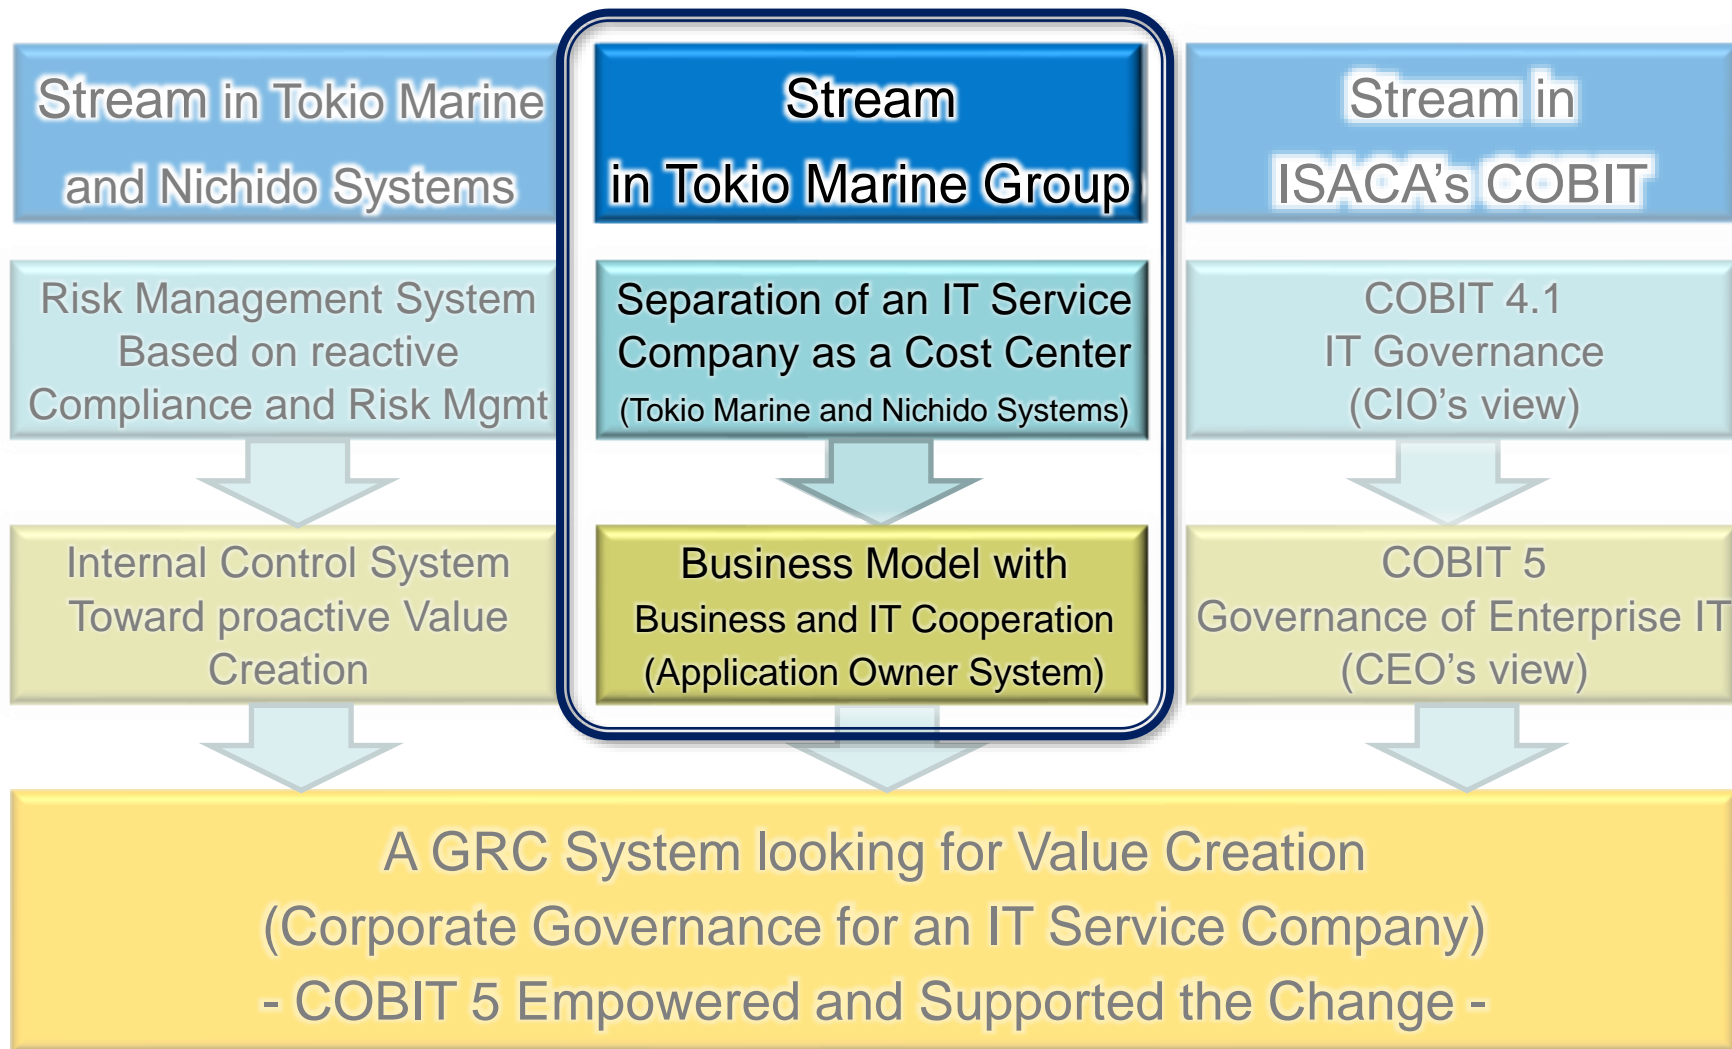 Stream in Tokio Marine
and Nichido Systems
Risk Management System
Based on reactive
Compliance and Risk Mgmt
Internal Control System
Toward proactive Value
Creation
Stream
in Tokio Marine Group
Separation of an IT Service
Company as a Cost Center
(Tokio Marine and Nichido Systems)
Business Model with
Business and IT Cooperation
(Application Owner System)
Stream in
ISACA’s COBIT
COBIT 4.1
IT Governance
(CIO’s view)
COBIT 5
Governance of Enterprise IT
(CEO’s view)
A GRC System looking for Value Creation
(Corporate Governance for an IT Service Company)
- COBIT 5 Empowered and Supported the Change -